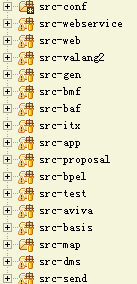 src-conf
src-webservice
src-web
src-valang2
src-gen
src-bmf
src-baf
src-itx
src-app
src-proposal
src-bpel
src-test
src-aviva
src-basis
src-map
src-dms
src-send